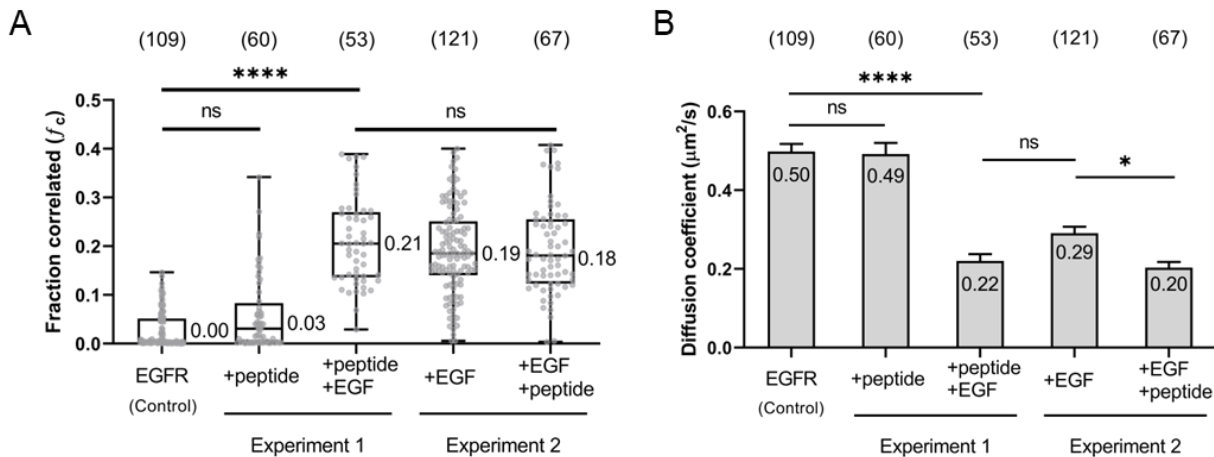 A
(109) (60) (53) (121) (67)
****
ns
ns
Fraction correlated (fc)
0.5
0.4
0.3
0.2
0.1
0.0
0.00
0.03
0.21
0.19
0.18
EGFR
(Control)
+peptide
+peptide
+EGF
+EGF
+EGF
+peptide
Experiment 1
Experiment 2
B
(109) (60) (53) (121) (67)
****
ns
ns
*
Diffusion coefficient (μm²/s)
0.6
0.4
0.2
0.0
0.50
0.49
0.22
0.29
0.20
EGFR
(Control)
+peptide
+peptide
+EGF
+EGF
+EGF
+peptide
Experiment 1
Experiment 2